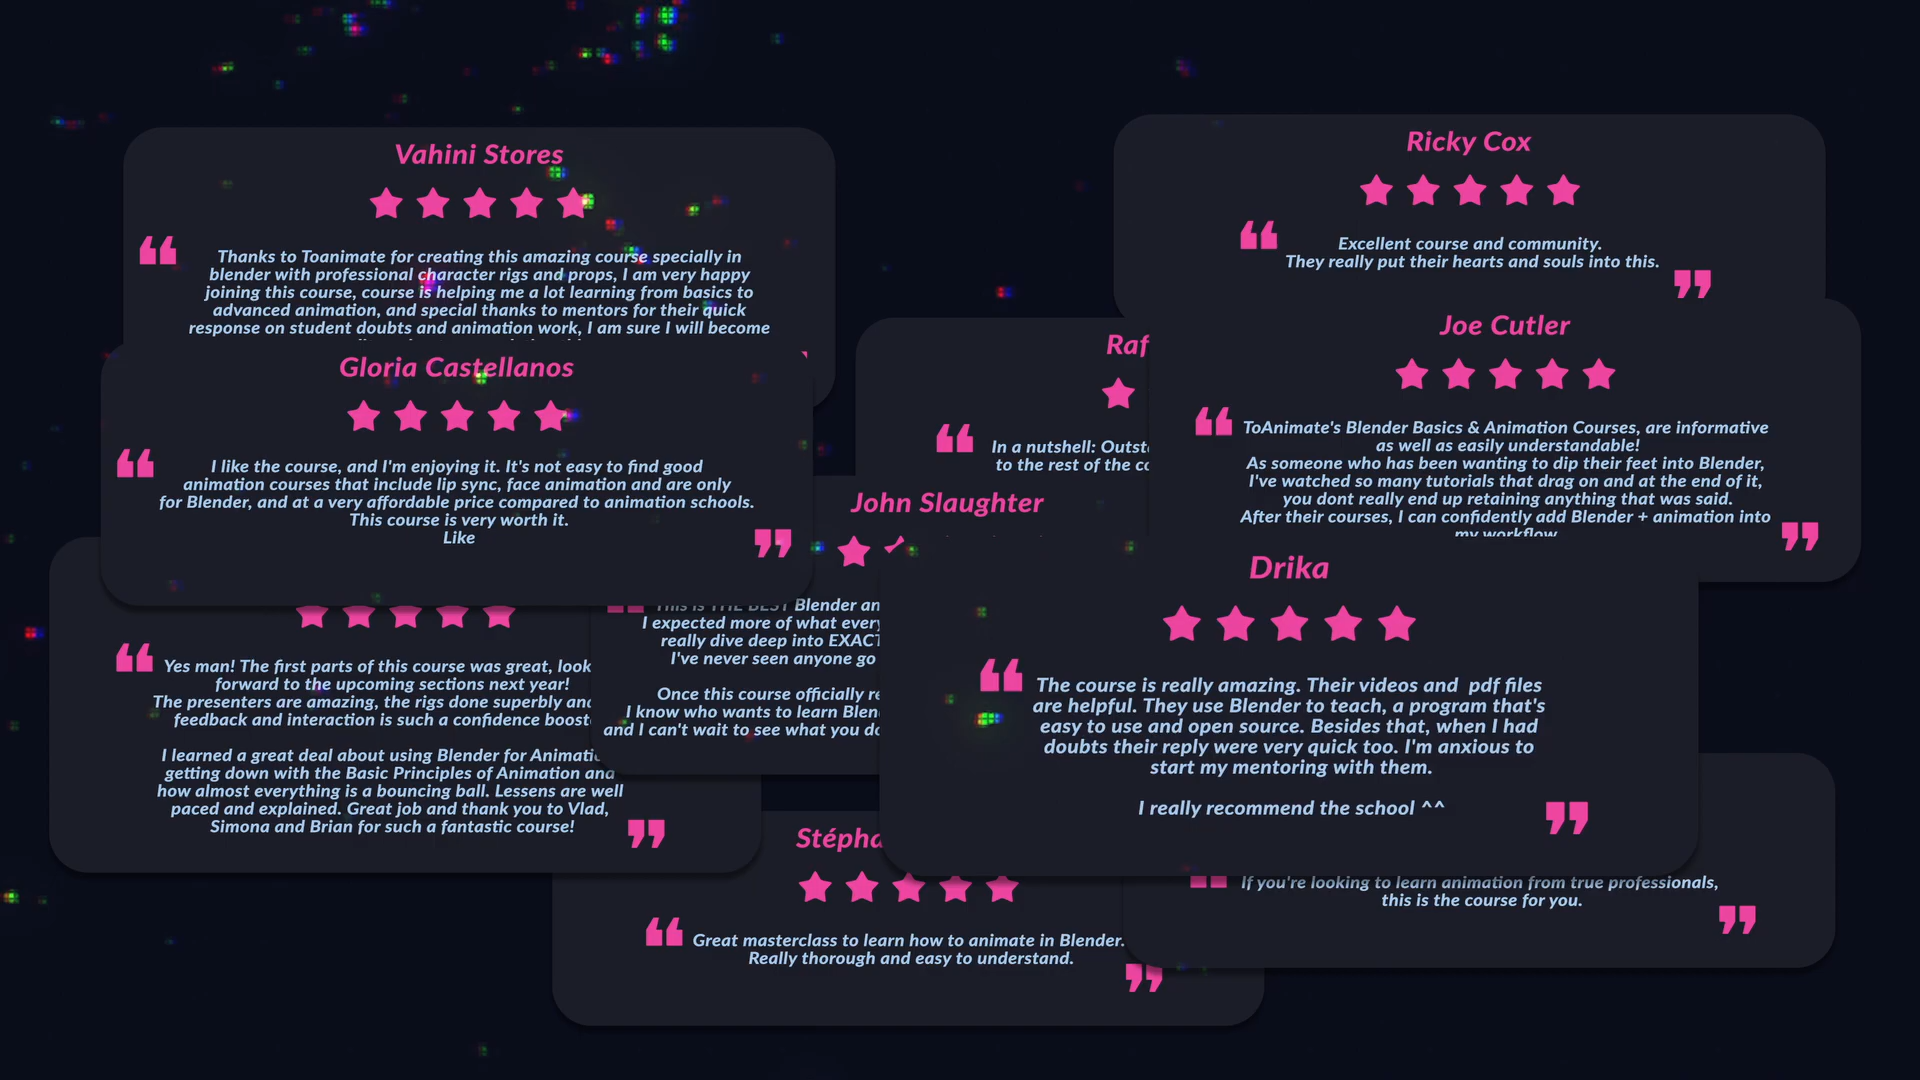 Vahini Stores
Thanks to Toanimate for creating this amazing course specially in
blender with professional character rigs and props, I am very happy
joining this course, course is helping me a lot learning from basics to
advanced animation, and special thanks to mentors for their quick
response on student doubts and animation work, I am sure I will become
Ricky Cox
Excellent course and community.
They really put their hearts and souls into this.
Gloria Castellanos
I like the course, and I'm enjoying it. It's not easy to find good
animation courses that include lip sync, face animation and are only
for Blender, and at a very affordable price compared to animation schools.
This course is very worth it.
Like
Raf
In a nutshell: Outst
to the rest of the co
Joe Cutler
ToAnimate's Blender Basics & Animation Courses, are informative
as well as easily understandable!
As someone who has been wanting to dip their feet into Blender,
I've watched so many tutorials that drag on and at the end of it,
you dont really end up retaining anything that was said.
After their courses, I can confidently add Blender + animation into
my workflow
John Slaughter
This is THE BEST Blender an
I expected more of what every
really dive deep into EXACT
I've never seen anyone go
Once this course officially re
I know who wants to learn Blen
and I can't wait to see what you do
Yes man! The first parts of this course was great, look
forward to the upcoming sections next year!
The presenters are amazing, the rigs done superbly and
feedback and interaction is such a confidence boost
I learned a great deal about using Blender for Animatio
getting down with the Basic Principles of Animation and
how almost everything is a bouncing ball. Lessens are well
paced and explained. Great job and thank you to Vlad,
Simona and Brian for such a fantastic course!
Drika
The course is really amazing. Their videos and pdf files
are helpful. They use Blender to teach, a program that's
easy to use and open source. Besides that, when I had
doubts their reply were very quick too. I'm anxious to
start my mentoring with them.
I really recommend the school ^^
Stépha
Great masterclass to learn how to animate in Blender.
Really thorough and easy to understand.
If you're looking to learn animation from true professionals,
this is the course for you.